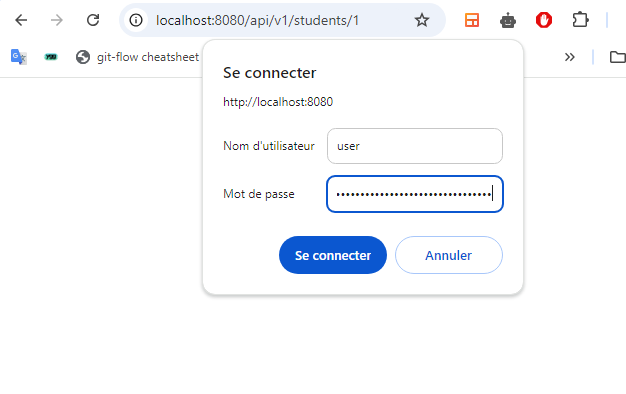 localhost:8080/api/v1/students/1
git-flow cheatsheet
Se connecter
http://localhost:8080
Nom d'utilisateur
user
Mot de passe
••••••••••••••••••••••••••••••••
Se connecter
Annuler